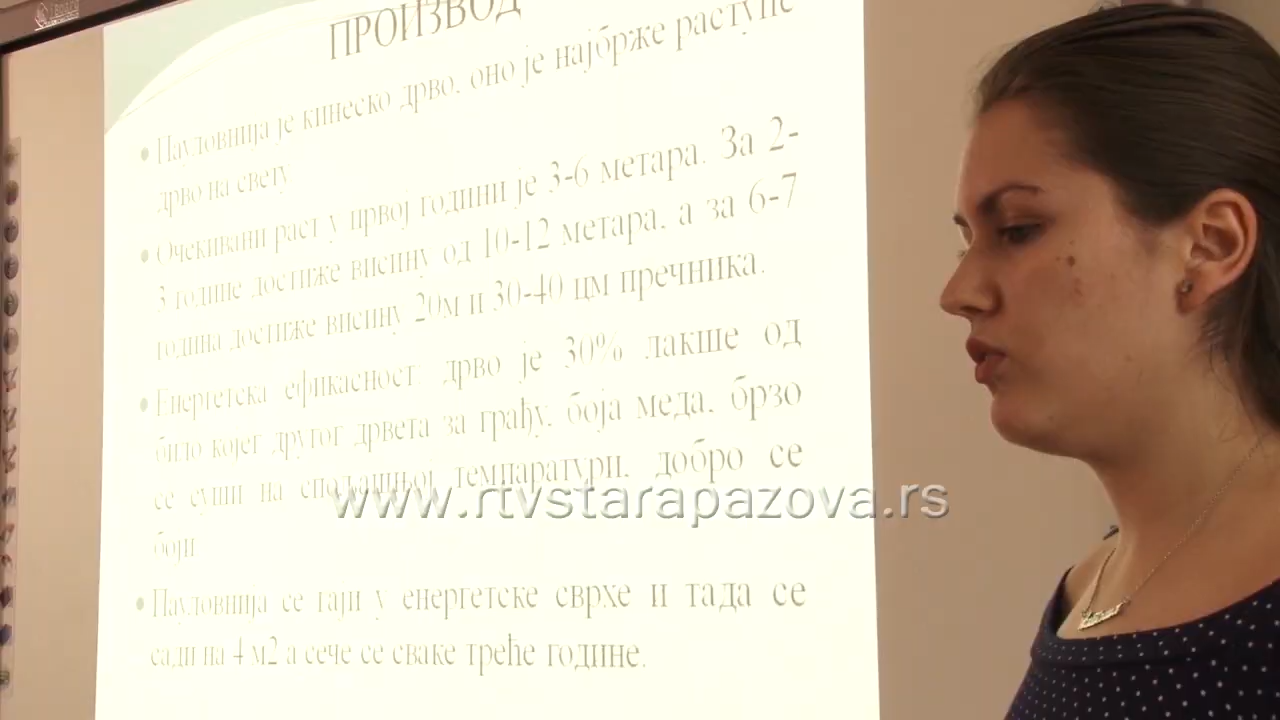 ПРОИЗВОД
Пауловнија је кинеско дрво, оно је најбрже растуће
дрво на свету
Очекивани раст у првој години је 3-6 метара. За 2-
3 године достиже висину од 10-12 метара, а за 6-7
година достиже висину 20м и 30-40 цм пречника.
Енергетска ефикасност: дрво је 30% лакше од
било којег другог дрвета за грађу, боја меда, брзо
се суши на спољашњој температури, добро се
боји
Пауловнија се гаји у енергетске сврхе и тада се
сади на 4 м2 а сече се сваке треће године.
www.rtvstarapazova.rs